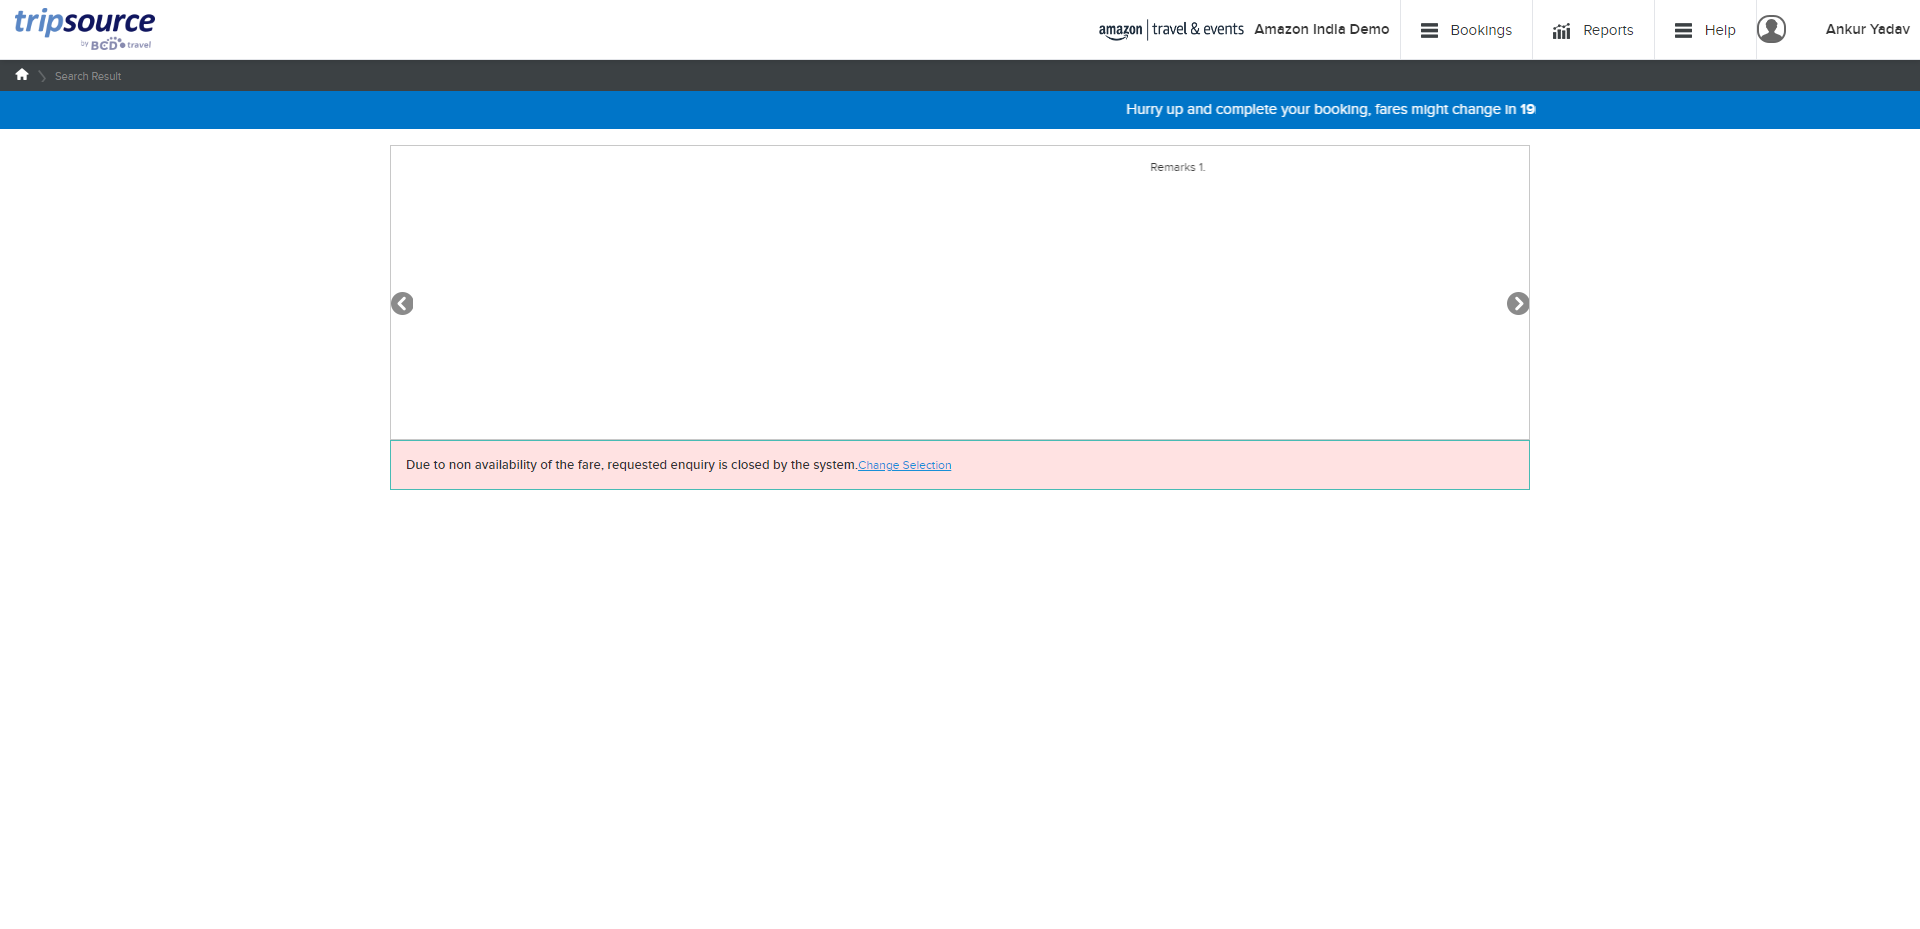 tripsource
by BCD travel
amazon travel & events Amazon India Demo Bookings Reports Help Ankur Yadav
Search Result
Hurry up and complete your booking, fares might change in 19
Remarks 1.
Due to non availability of the fare, requested enquiry is closed by the system.Change Selection